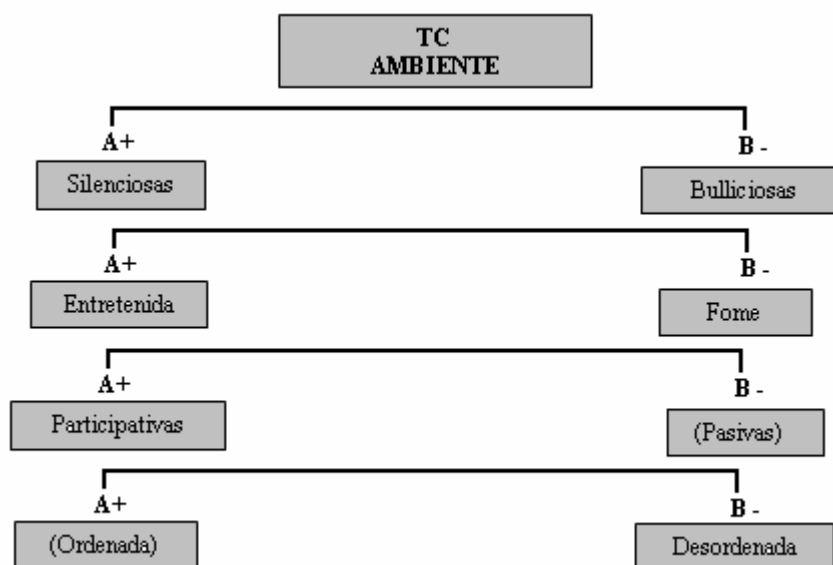 TC
AMBIENTE
A+ B -
Silenciosas Bulliciosas
A+ B -
Entretenida Fome
A+ B -
Participativas (Pasivas)
A+ B -
(Ordenada) Desordenada